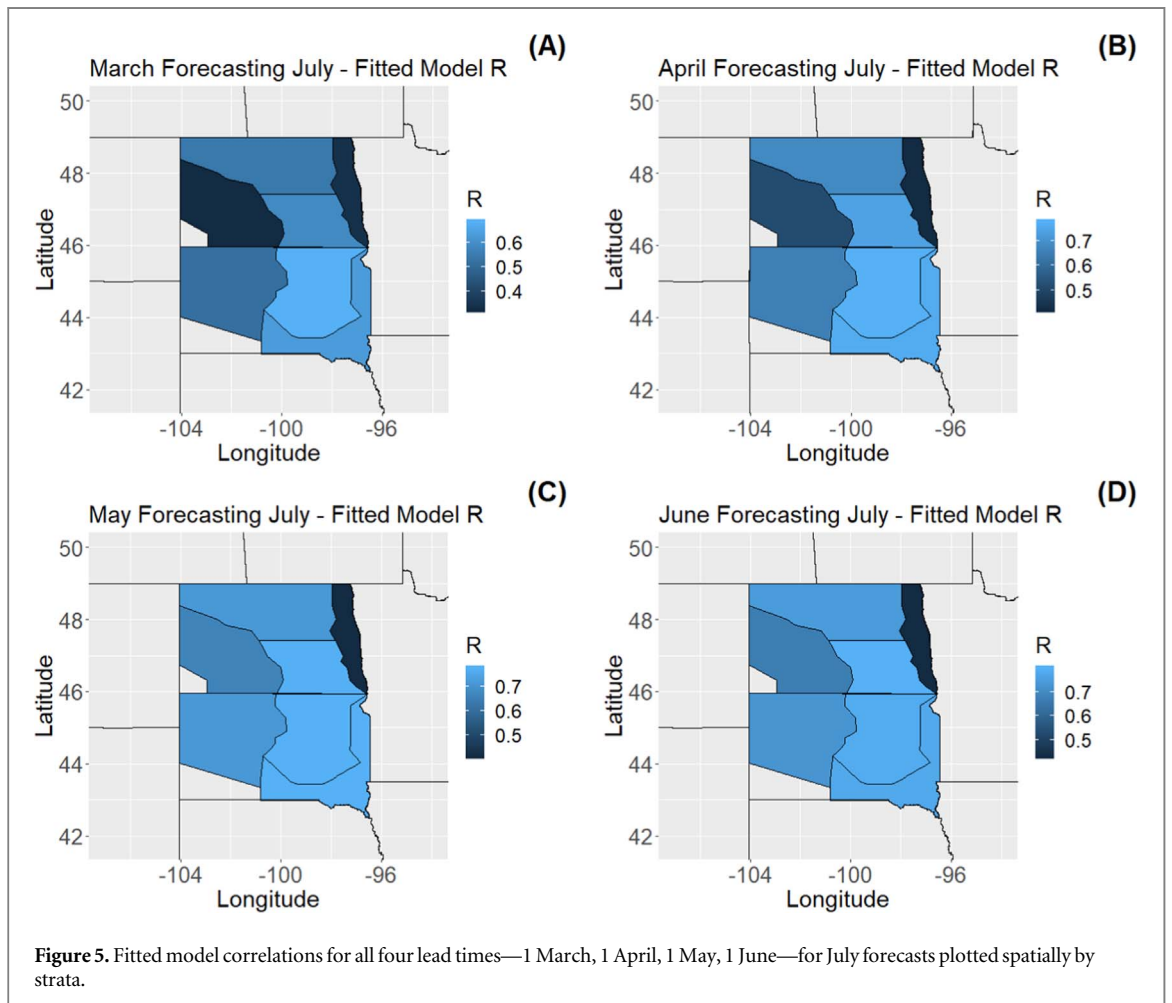 (A)
March Forecasting July - Fitted Model R
50
48
46
44
42
Latitude
-104 -100 -96
Longitude
R
0.6
0.5
0.4
(B)
April Forecasting July - Fitted Model R
50
48
46
44
42
Latitude
-104 -100 -96
Longitude
R
0.7
0.6
0.5
(C)
May Forecasting July - Fitted Model R
50
48
46
44
42
Latitude
-104 -100 -96
Longitude
R
0.7
0.6
0.5
(D)
June Forecasting July - Fitted Model R
50
48
46
44
42
Latitude
-104 -100 -96
Longitude
R
0.7
0.6
0.5
Figure 5. Fitted model correlations for all four lead times—1 March, 1 April, 1 May, 1 June—for July forecasts plotted spatially by
strata.